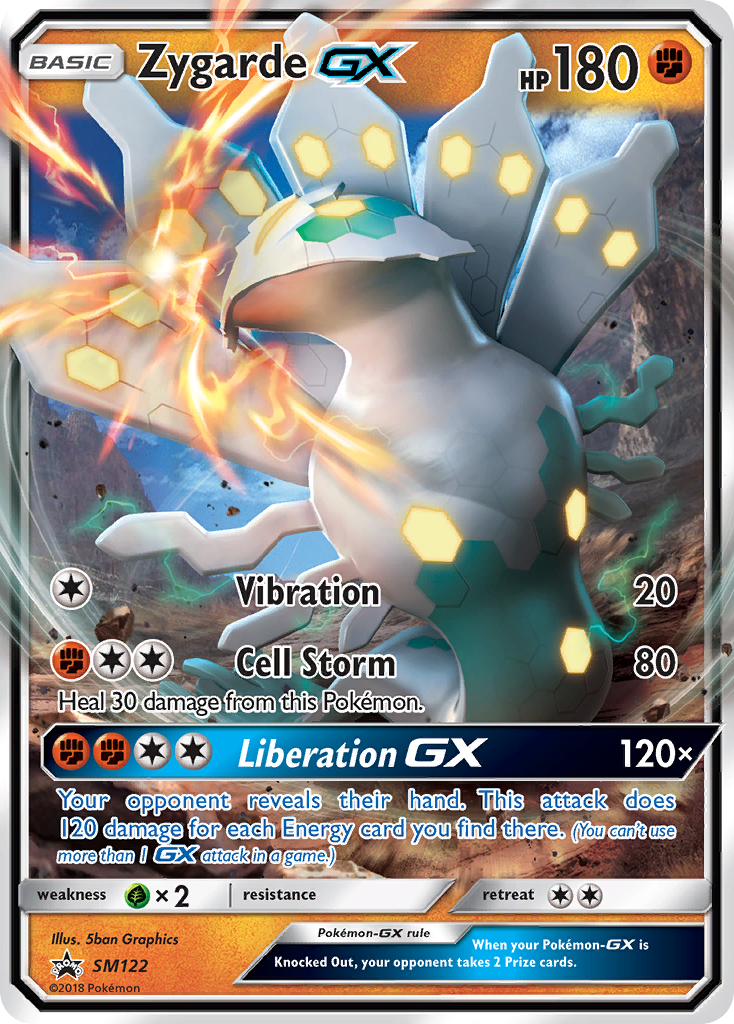 BASIC Zygarde GX HP 180
Vibration 20
Cell Storm 80
Heal 30 damage from this Pokémon.
Liberation GX 120×
Your opponent reveals their hand. This attack does
120 damage for each Energy card you find there. (You can't use
more than 1 GX attack in a game.)
weakness ×2 resistance retreat
Illus. 5ban Graphics
PROMO SM122
©2018 Pokémon
Pokémon-GX rule
When your Pokémon-GX is
Knocked Out, your opponent takes 2 Prize cards.